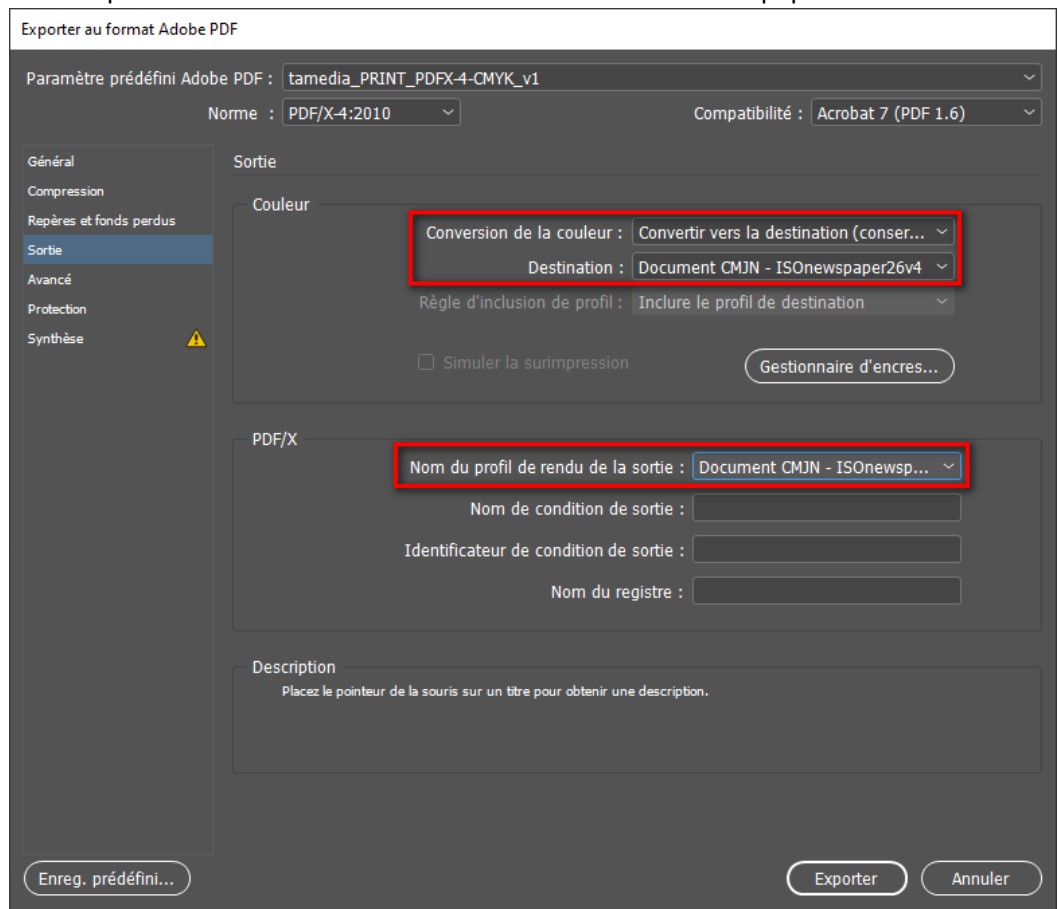 Exporter au format Adobe PDF
Paramètre prédéfini Adobe PDF : tamedia_PRINT_PDFX-4-CMYK_v1
Norme : PDF/X-4:2010 Compatibilité : Acrobat 7 (PDF 1.6)
Général
Compression
Repères et fonds perdus
Sortie
Avancé
Protection
Synthèse
Sortie
Couleur
Conversion de la couleur : Convertir vers la destination (conser...
Destination : Document CMJN - ISOnewspaper26v4
Règle d'inclusion de profil : Inclure le profil de destination
Simuler la surimpression
Gestionnaire d'encres...
PDF/X
Nom du profil de rendu de la sortie : Document CMJN - ISOnewsp...
Nom de condition de sortie :
Identificateur de condition de sortie :
Nom du registre :
Description
Placez le pointeur de la souris sur un titre pour obtenir une description.
Enreg. prédéfini...
Exporter
Annuler